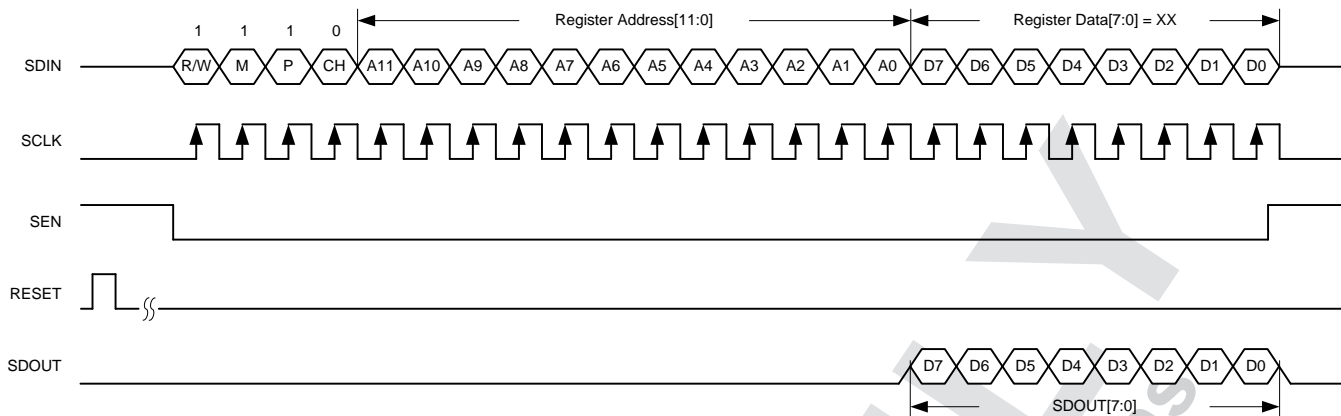 Register Address[11:0] Register Data[7:0] = XX
1 1 1 0
SDIN R/W M P CH A11 A10 A9 A8 A7 A6 A5 A4 A3 A2 A1 A0 D7 D6 D5 D4 D3 D2 D1 D0
SCLK
SEN
RESET
SDOUT D7 D6 D5 D4 D3 D2 D1 D0
SDOUT[7:0]